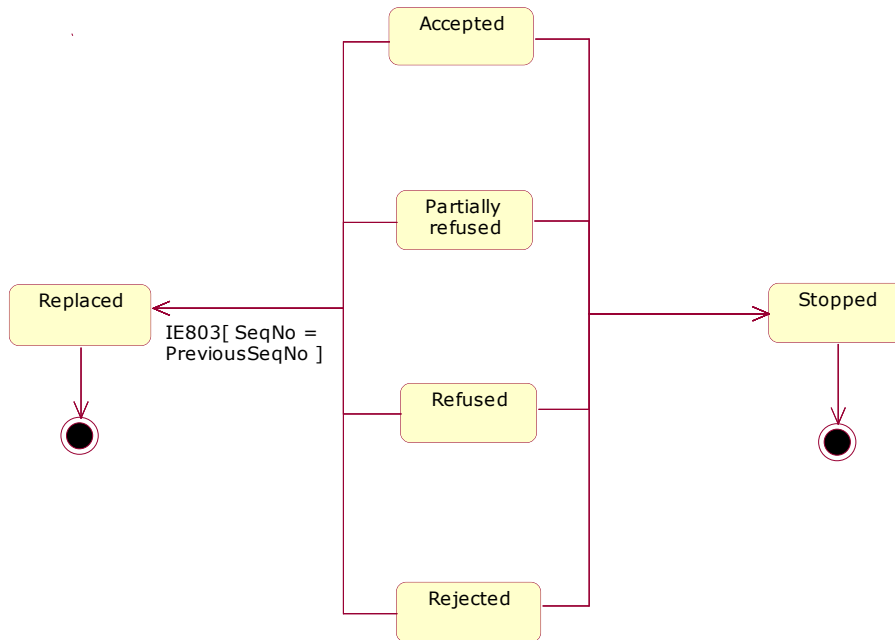 Accepted
Partially
refused
Replaced
Stopped
IE803[ SeqNo =
PreviousSeqNo ]
Refused
Rejected